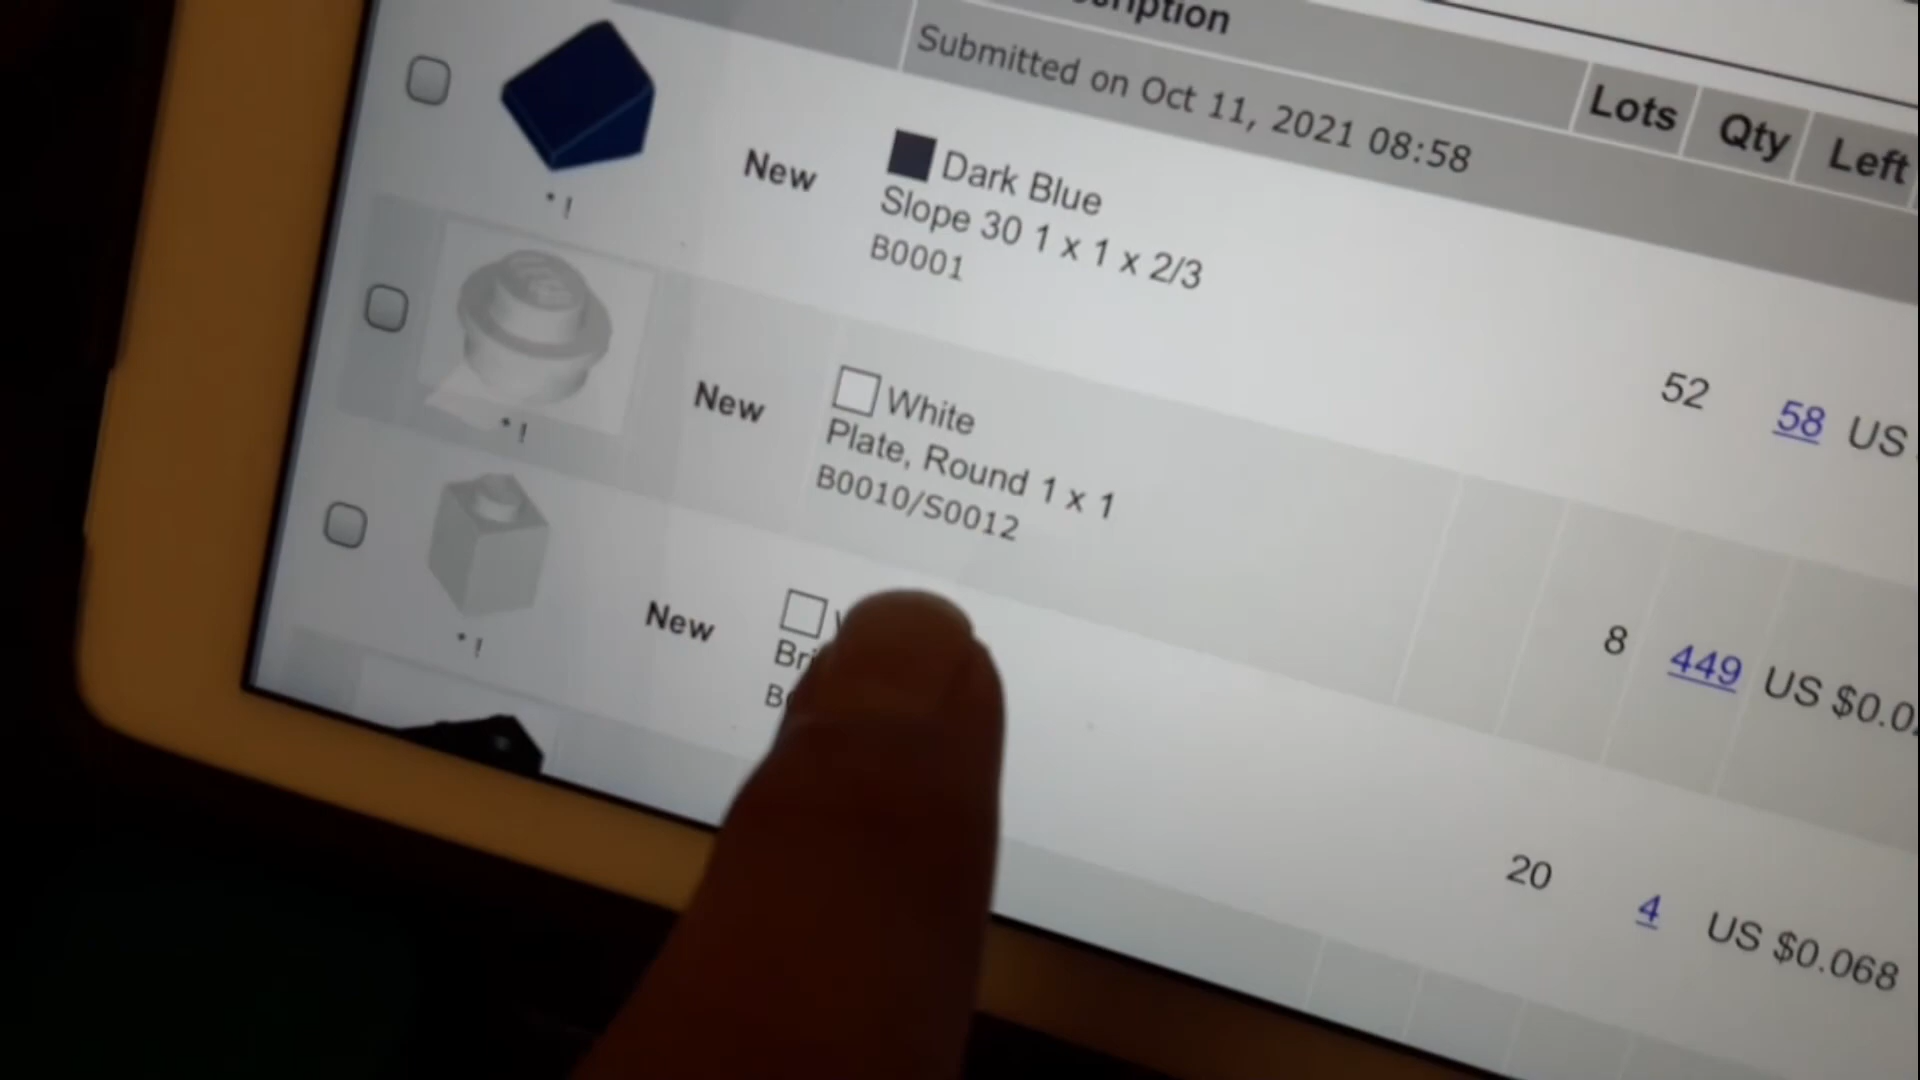 Submitted on Oct 11, 2021 08:58
Lots Qty Left
* !
New
Dark Blue
Slope 30 1 x 1 x 2/3
B0001
52 58 US
* !
New
White
Plate, Round 1 x 1
B0010/S0012
8 449 US
* !
New
20 4 US $0.068